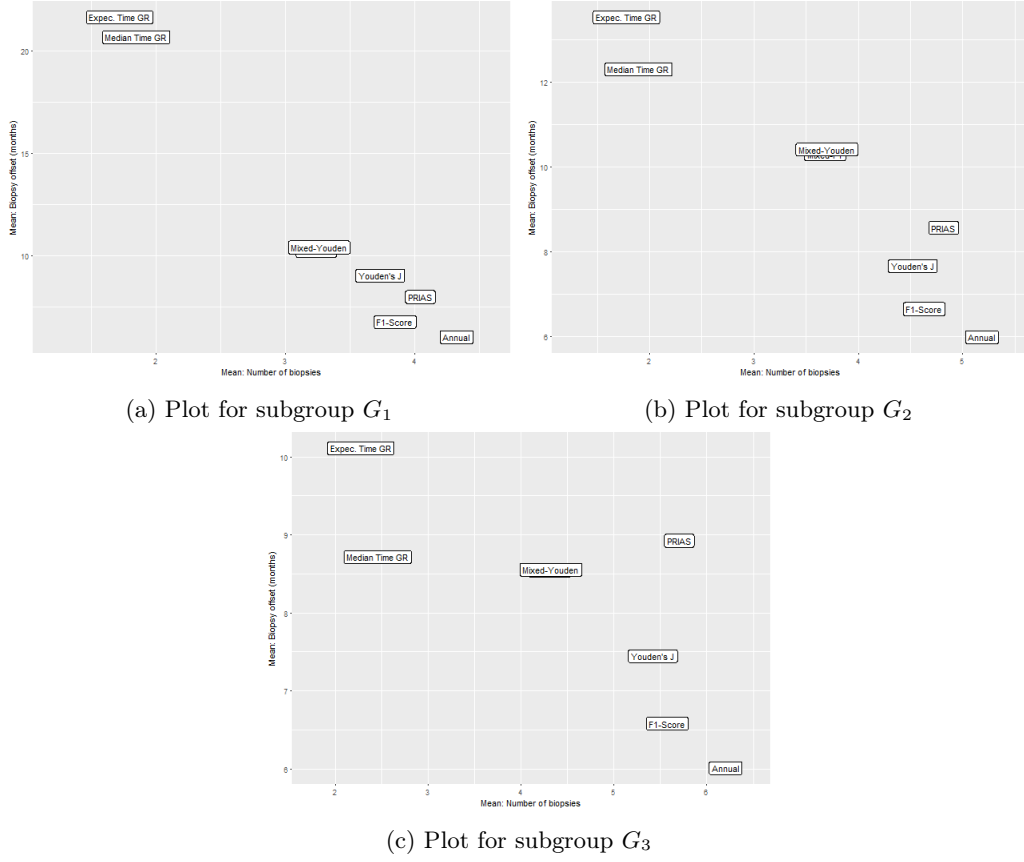 Expec. Time GR
Median Time GR
20
15
10
Mean: Biopsy offset (months)
Mixed-Youden
Youden's J
PRIAS
F1-Score
Annual
2
3
4
Mean: Number of biopsies
(a) Plot for subgroup G1
Expec. Time GR
Median Time GR
12
10
8
6
Mean: Biopsy offset (months)
Mixed-Youden
PRIAS
Youden's J
F1-Score
Annual
2
3
4
5
Mean: Number of biopsies
(b) Plot for subgroup G2
Expec. Time GR
10
9
8
7
6
Mean: Biopsy offset (months)
PRIAS
Median Time GR
Mixed-Youden
Youden's J
F1-Score
Annual
2
3
4
5
6
Mean: Number of biopsies
(c) Plot for subgroup G3